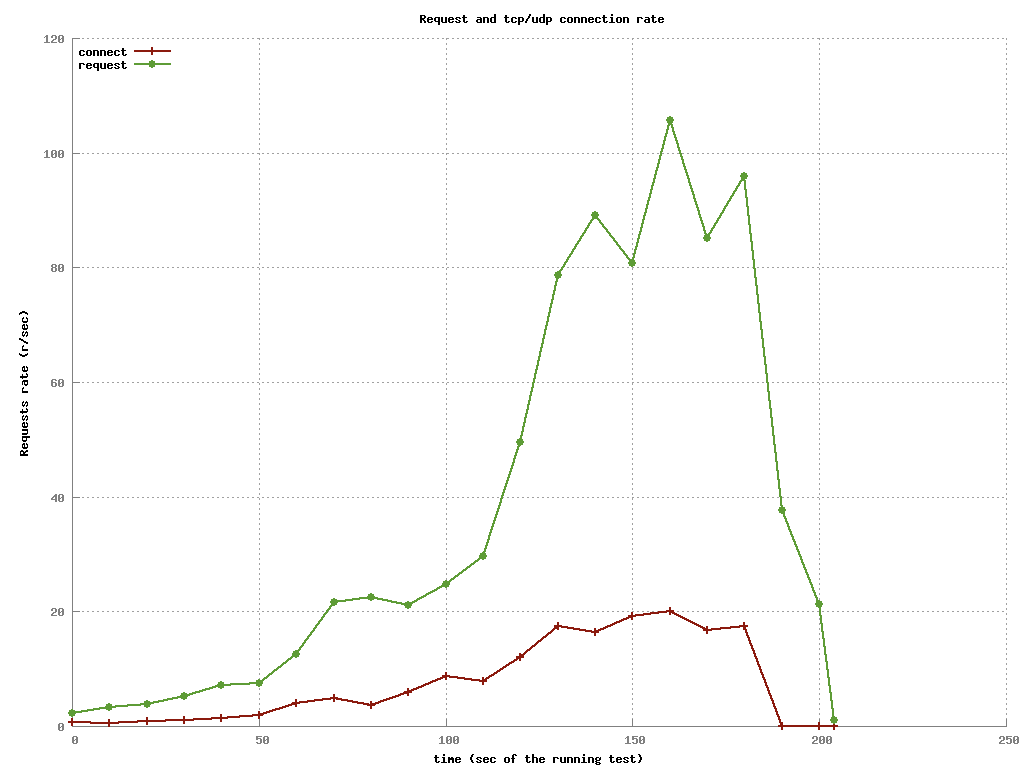 Request and tcp/udp connection rate
120
connect
request
100
80
60
40
20
0
Requests rate (r/sec)
0 50 100 150 200 250
time (sec of the running test)